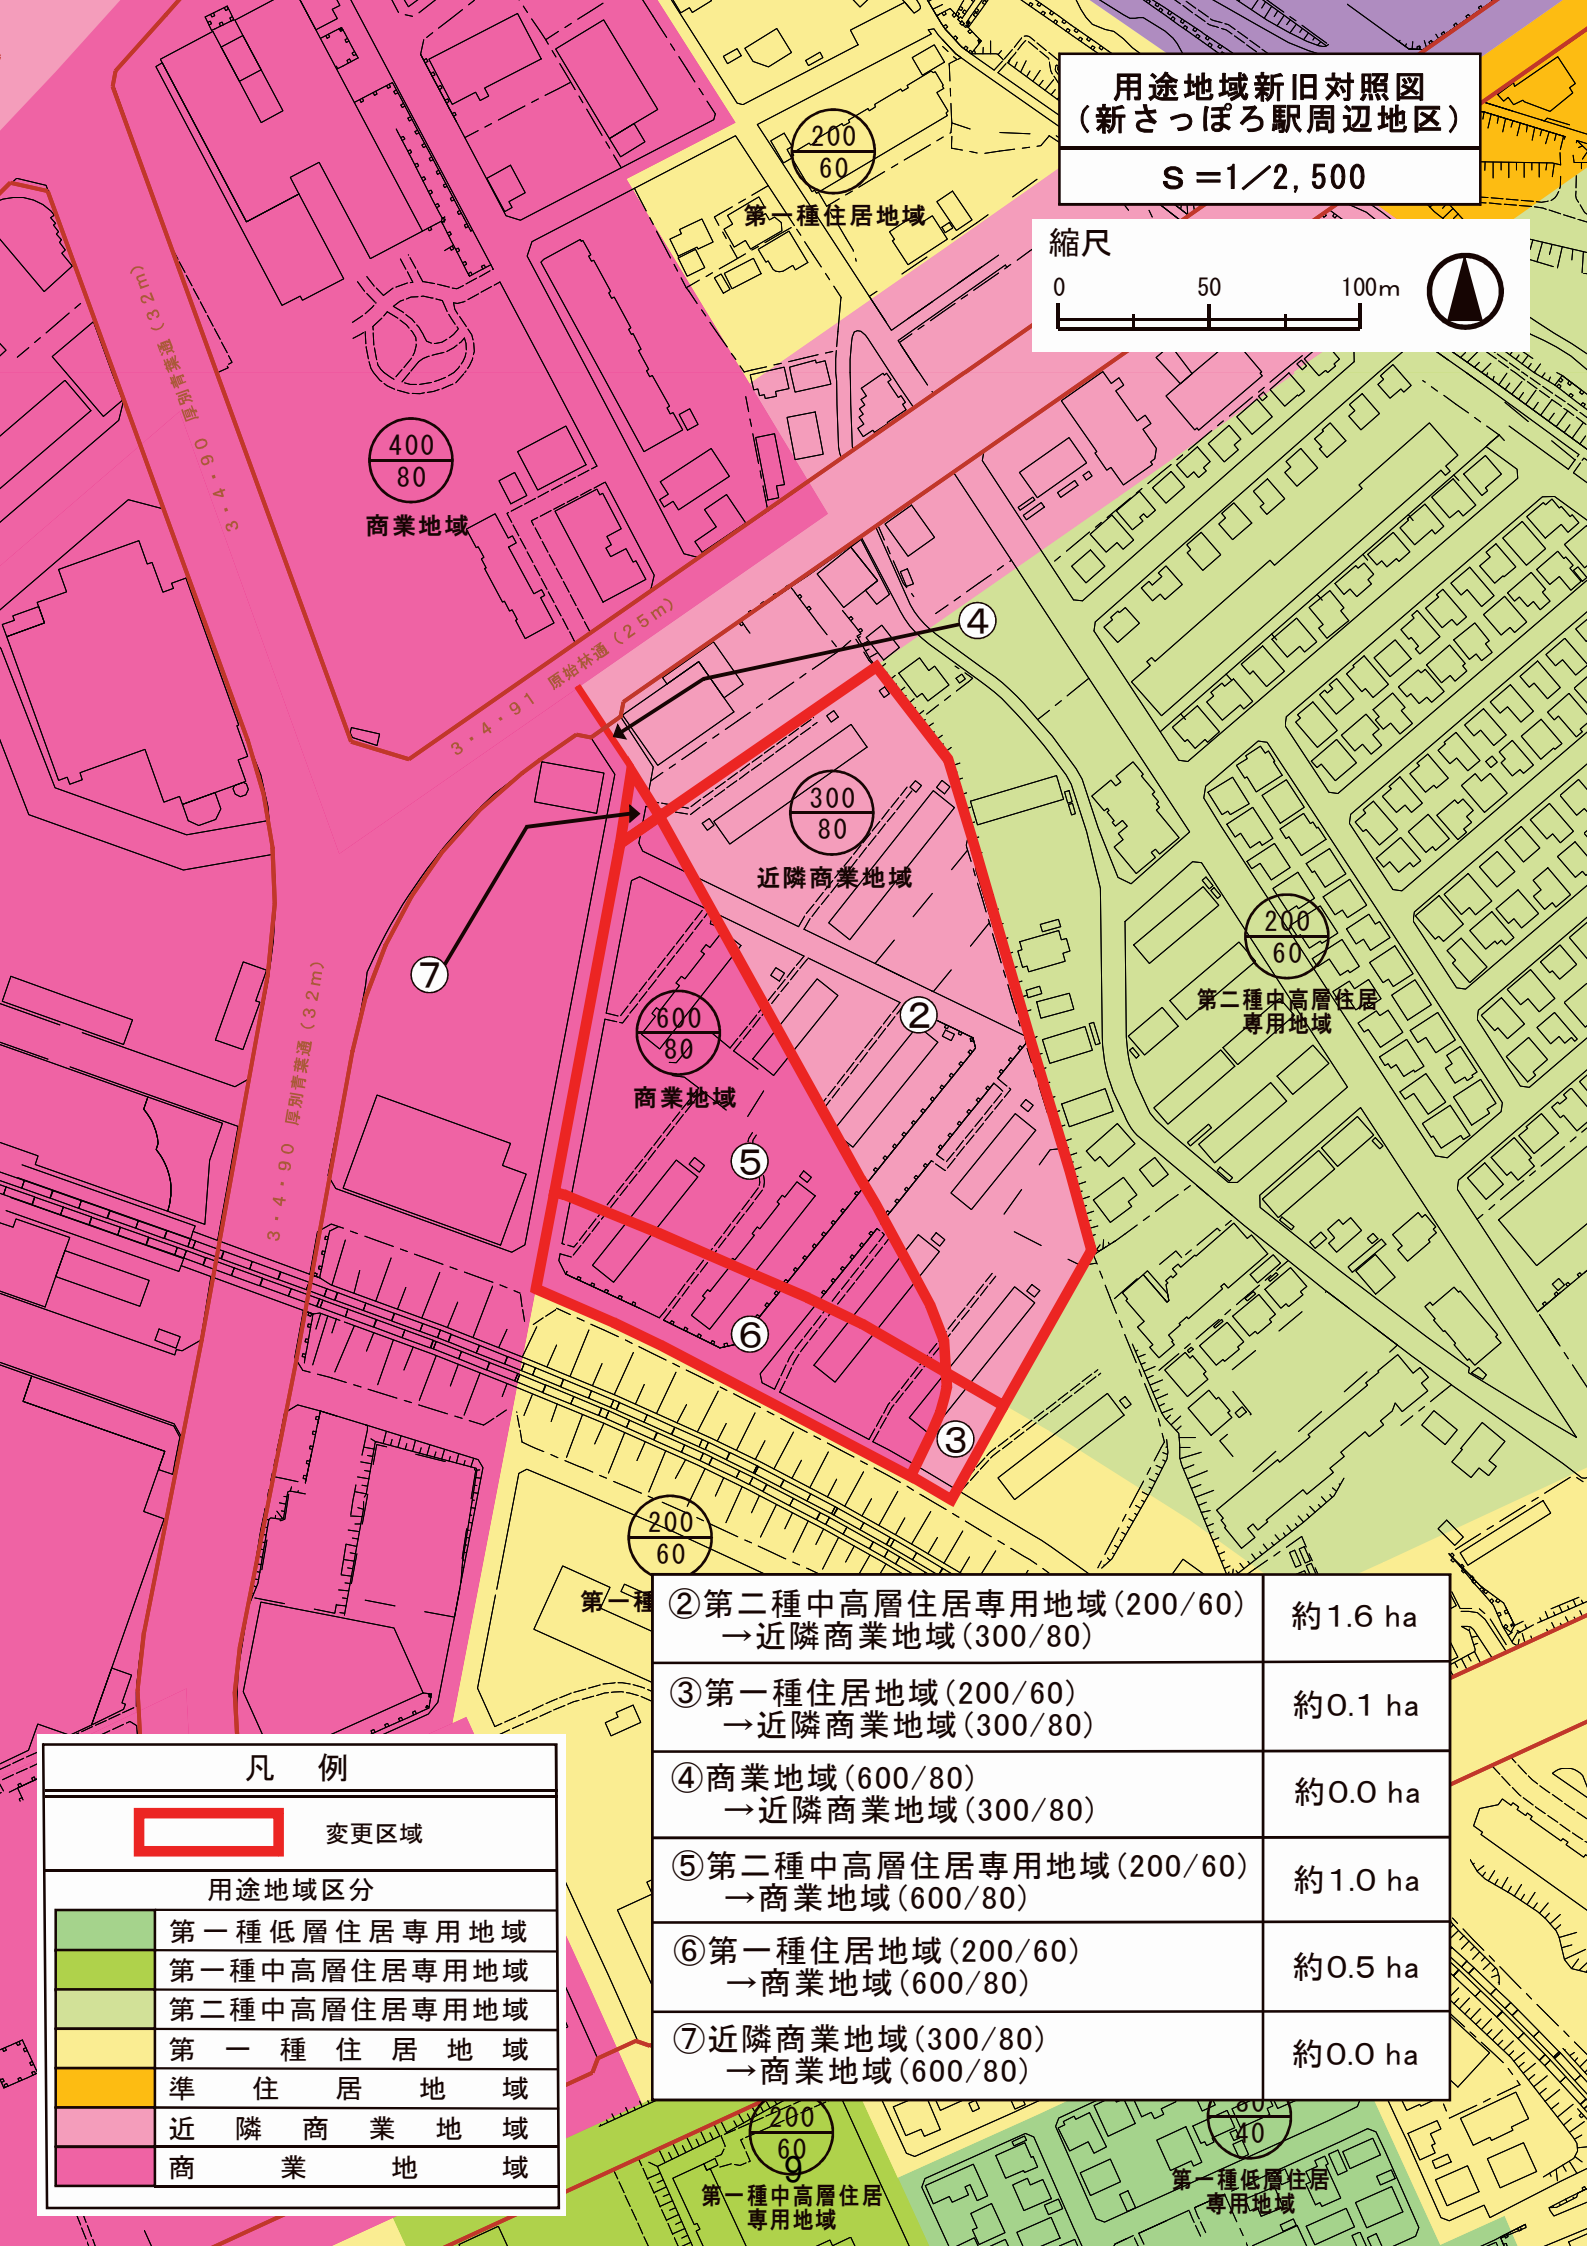 用途地域新旧対照図
(新さっぽろ駅周辺地区)
S=1/2,500
縮尺
0 50 100m
200
60
第一種住居地域
3・4・90 厚別青葉通(32m)
400
80
商業地域
3・4・91 原始林通(25m)
④
300
80
近隣商業地域
200
60
第二種中高層住居
専用地域
⑦
②
600
80
商業地域
3・4・90 厚別青葉通(32m)
⑤
⑥
③
200
60
第一種
②第二種中高層住居専用地域(200/60)
→近隣商業地域(300/80)
約1.6 ha
③第一種住居地域(200/60)
→近隣商業地域(300/80)
約0.1 ha
④商業地域(600/80)
→近隣商業地域(300/80)
約0.0 ha
⑤第二種中高層住居専用地域(200/60)
→商業地域(600/80)
約1.0 ha
⑥第一種住居地域(200/60)
→商業地域(600/80)
約0.5 ha
⑦近隣商業地域(300/80)
→商業地域(600/80)
約0.0 ha
凡 例
変更区域
用途地域区分
第一種低層住居専用地域
第一種中高層住居専用地域
第二種中高層住居専用地域
第一種住居地域
準住居地域
近隣商業地域
商業地域
200
60
9
第一種中高層住居
専用地域
40
第一種低層住居
専用地域